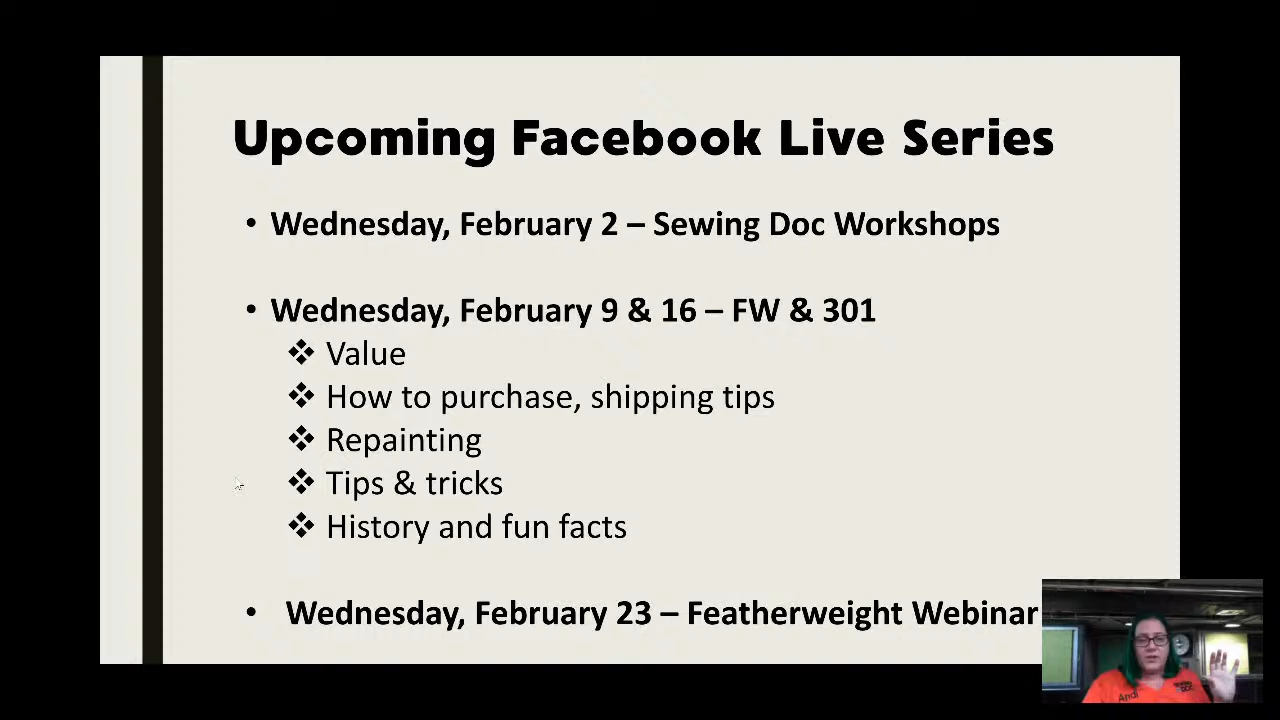 Upcoming Facebook Live Series
• Wednesday, February 2 – Sewing Doc Workshops
• Wednesday, February 9 & 16 – FW & 301
❖ Value
❖ How to purchase, shipping tips
❖ Repainting
❖ Tips & tricks
❖ History and fun facts
• Wednesday, February 23 – Featherweight Webinar
Andi